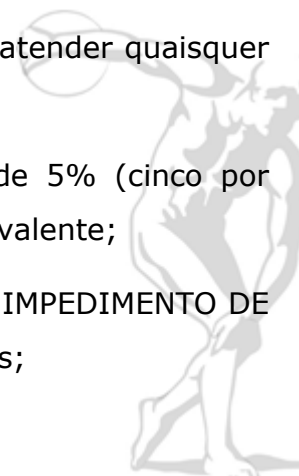 atender quaisquer
de 5% (cinco por
valente;
IMPEDIMENTO DE
s;